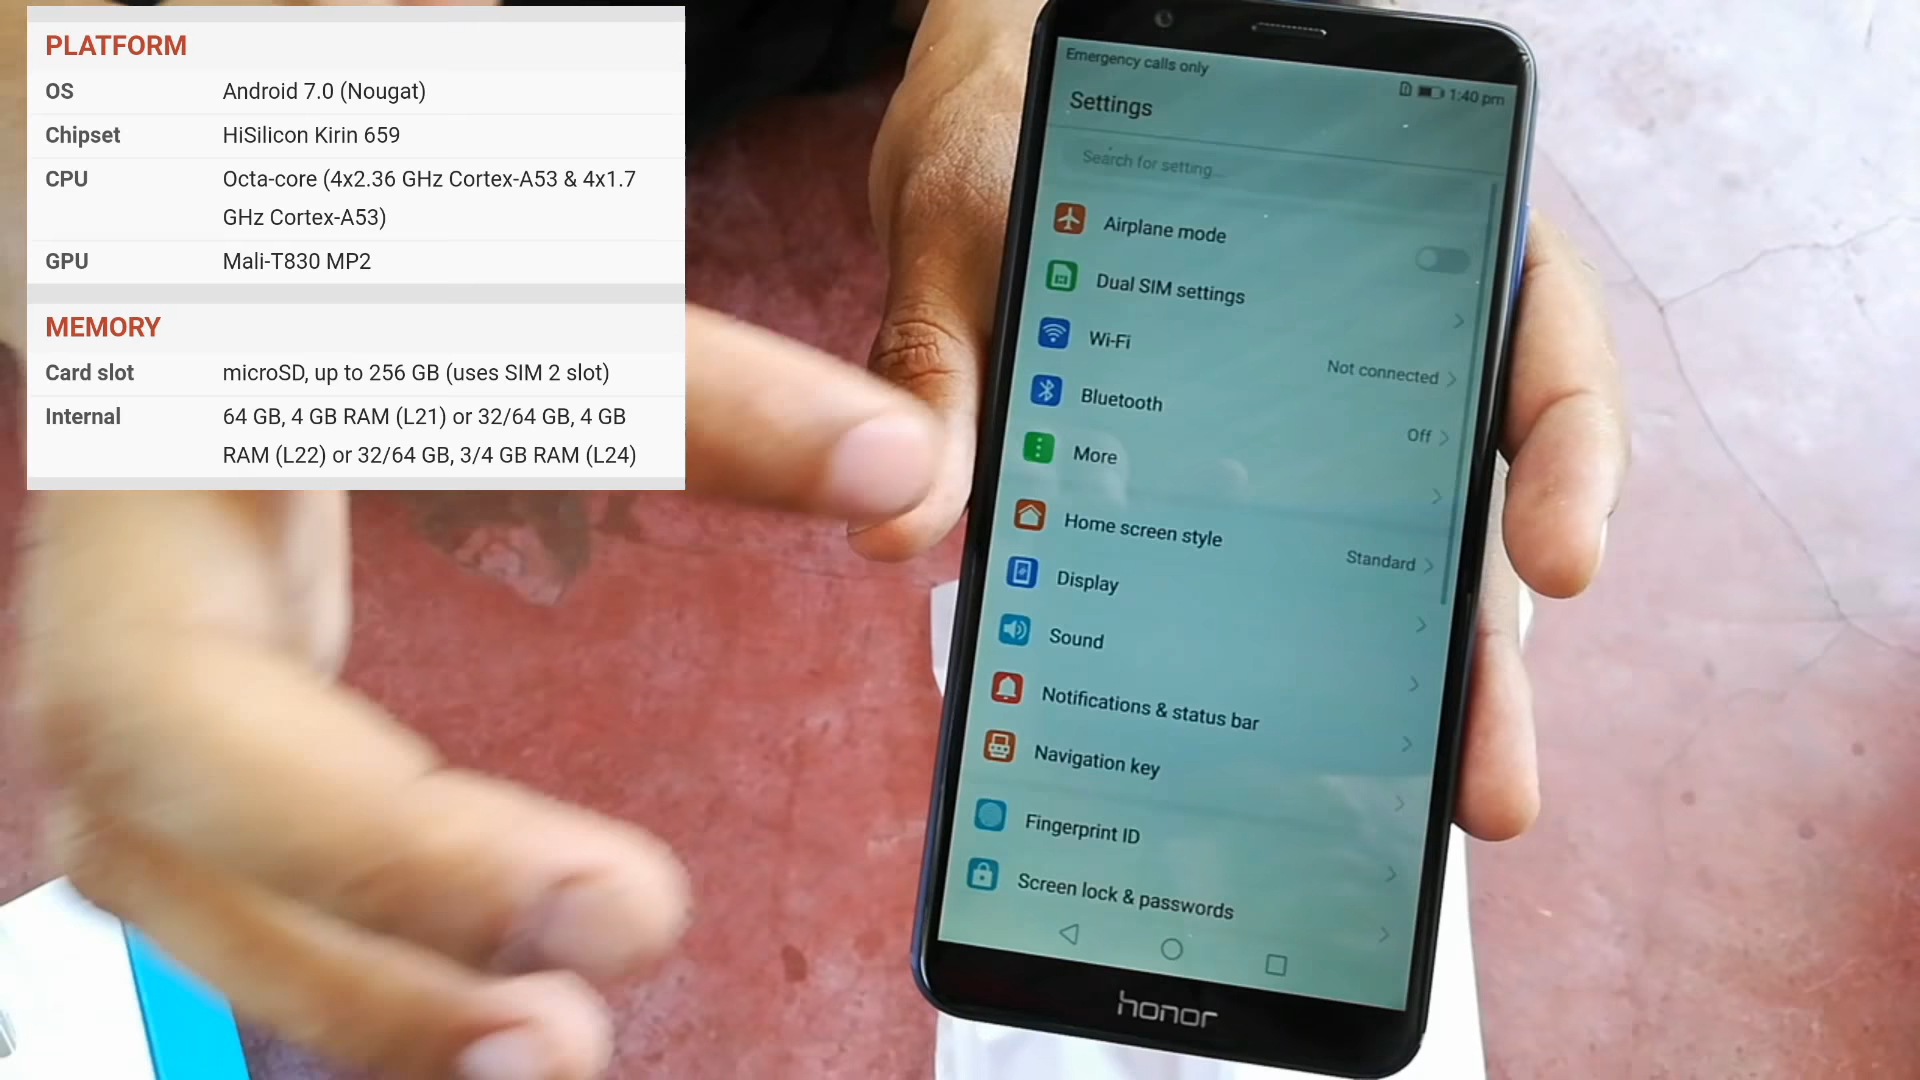 PLATFORM
OS Android 7.0 (Nougat)
Chipset HiSilicon Kirin 659
CPU Octa-core (4x2.36 GHz Cortex-A53 & 4x1.7
GHz Cortex-A53)
GPU Mali-T830 MP2
MEMORY
Card slot microSD, up to 256 GB (uses SIM 2 slot)
Internal 64 GB, 4 GB RAM (L21) or 32/64 GB, 4 GB
RAM (L22) or 32/64 GB, 3/4 GB RAM (L24)
Emergency calls only 1:40 pm
Settings
Search for setting...
Airplane mode
Dual SIM settings
Wi-Fi Not connected
Bluetooth Off
More
Home screen style Standard
Display
Sound
Notifications & status bar
Navigation key
Fingerprint ID
Screen lock & passwords
honor